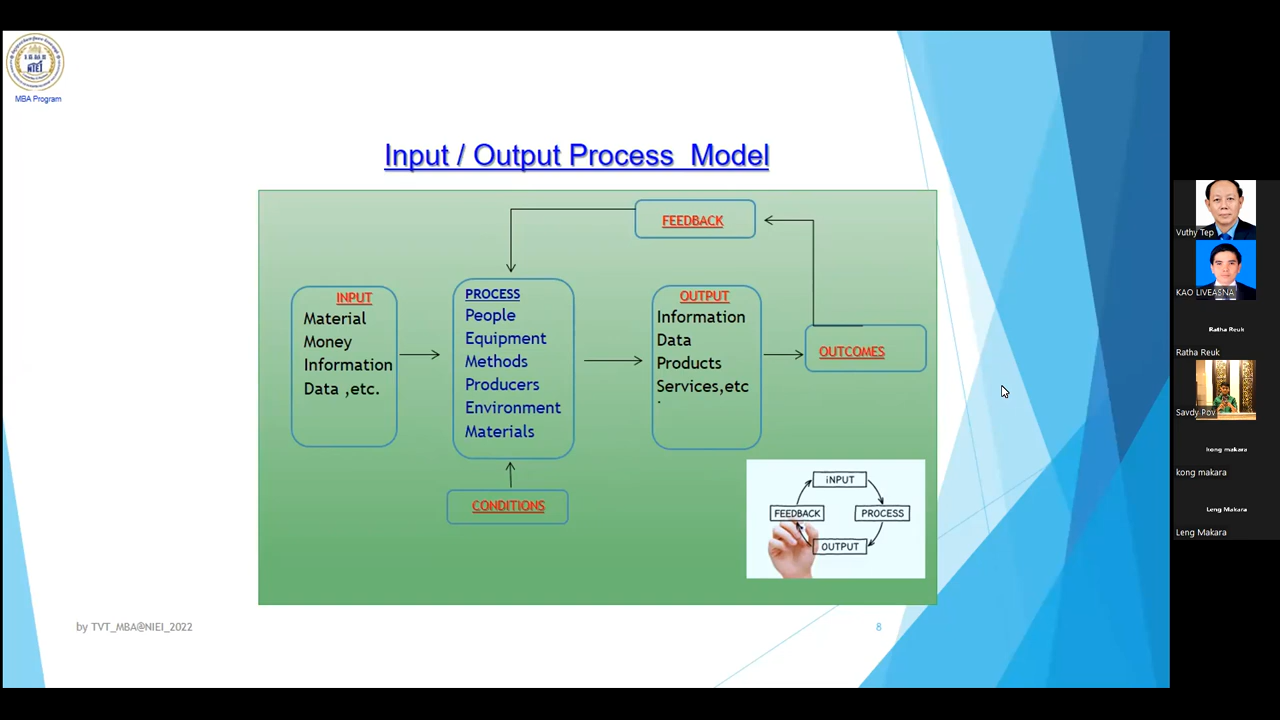 NIEI
MBA Program
Input / Output Process Model
FEEDBACK
INPUT
Material
Money
Information
Data ,etc.
PROCESS
People
Equipment
Methods
Producers
Environment
Materials
OUTPUT
Information
Data
Products
Services,etc
.
OUTCOMES
CONDITIONS
iNPUT
FEEDBACK
PROCESS
OUTPUT
by TVT_MBA@NIEI_2022
8
Vuthy Tep
KAO LIVEASNA
Ratha Reuk
Ratha Reuk
Savdy Pov
kong makara
kong makara
Leng Makara
Leng Makara